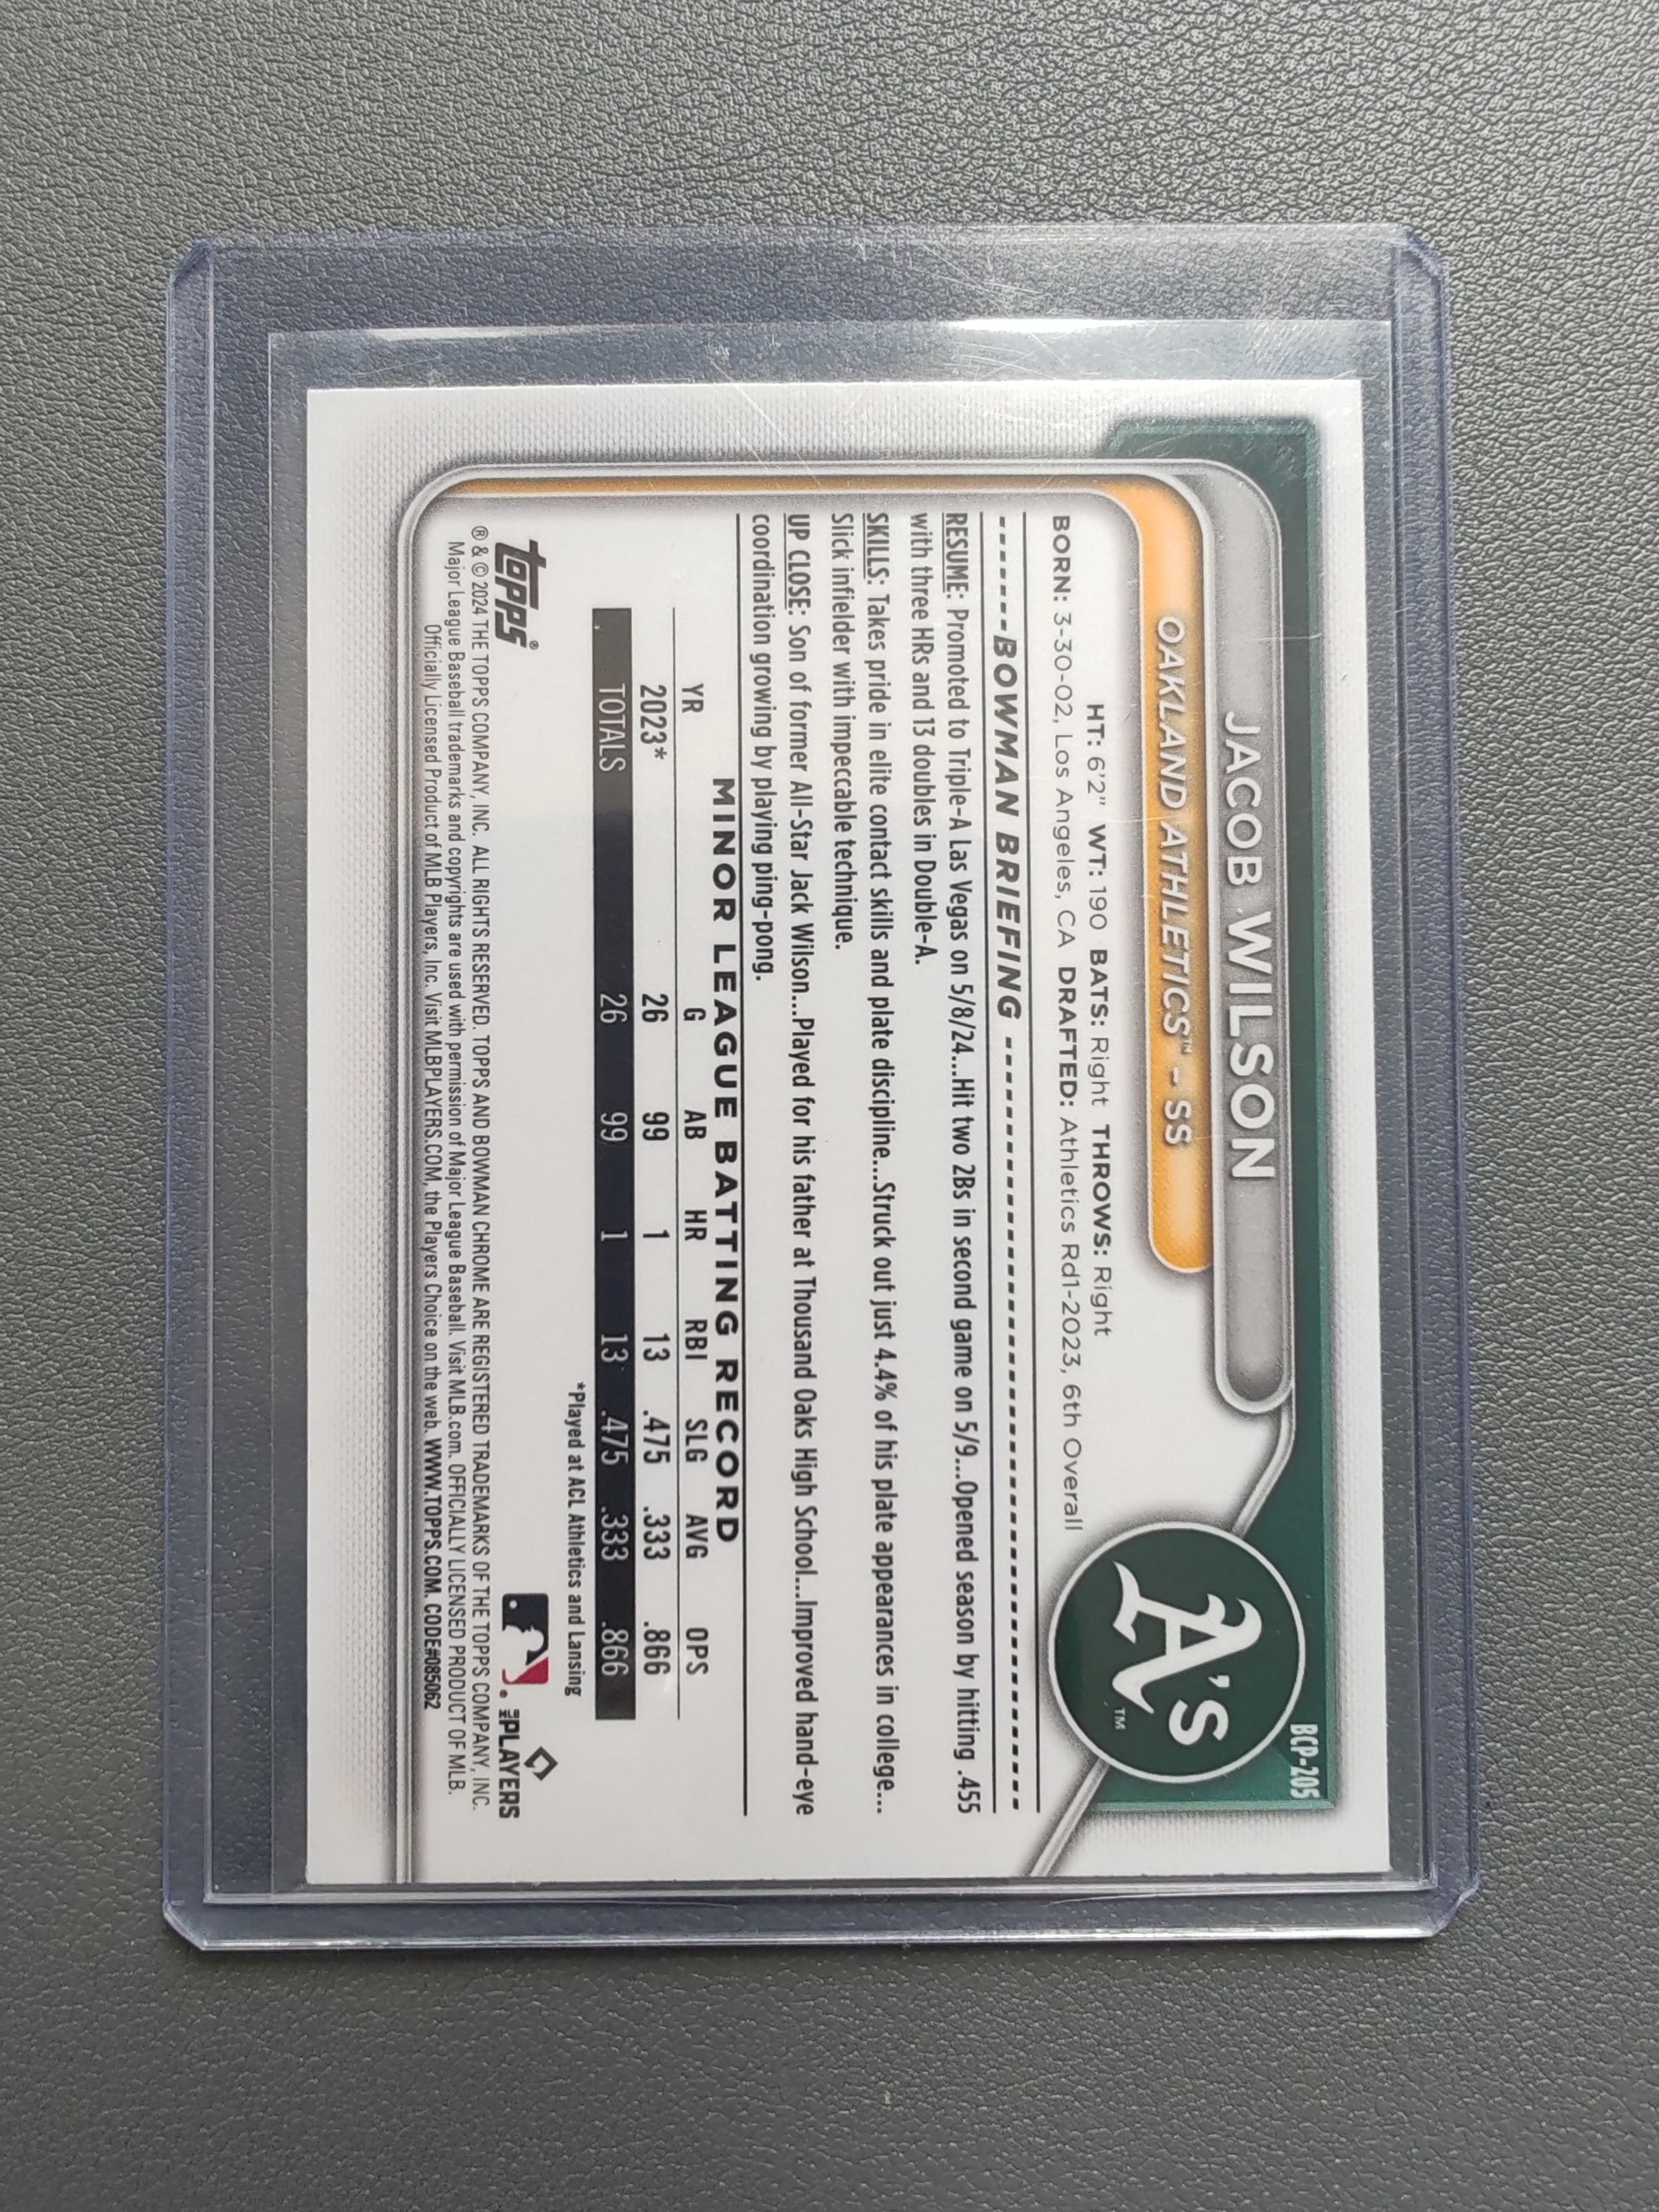 BCP-205
JACOB WILSON
OAKLAND ATHLETICS™ - SS
A's™
HT: 6'2" WT: 190 BATS: Right THROWS: Right
BORN: 3-30-02, Los Angeles, CA DRAFTED: Athletics Rd1-2023, 6th Overall
BOWMAN BRIEFING
RESUME: Promoted to Triple-A Las Vegas on 5/8/24...Hit two 2Bs in second game on 5/9...Opened season by hitting .455
with three HRs and 13 doubles in Double-A.
SKILLS: Takes pride in elite contact skills and plate discipline...Struck out just 4.4% of his plate appearances in college...
Slick infielder with impeccable technique.
UP CLOSE: Son of former All-Star Jack Wilson...Played for his father at Thousand Oaks High School...Improved hand-eye
coordination growing by playing ping-pong.
MINOR LEAGUE BATTING RECORD
YR G AB HR RBI SLG AVG OPS
2023* 26 99 1 13 .475 .333 .866
TOTALS 26 99 1 13 .475 .333 .866
*Played at ACL Athletics and Lansing
topps®
MLB PLAYERS
® & © 2024 THE TOPPS COMPANY, INC. ALL RIGHTS RESERVED. TOPPS AND BOWMAN CHROME ARE REGISTERED TRADEMARKS OF THE TOPPS COMPANY, INC.
Major League Baseball trademarks and copyrights are used with permission of Major League Baseball. Visit MLB.com. OFFICIALLY LICENSED PRODUCT OF MLB.
Officially Licensed Product of MLB Players, Inc. Visit MLBPLAYERS.COM, the Players Choice on the web. WWW.TOPPS.COM. CODE#085062